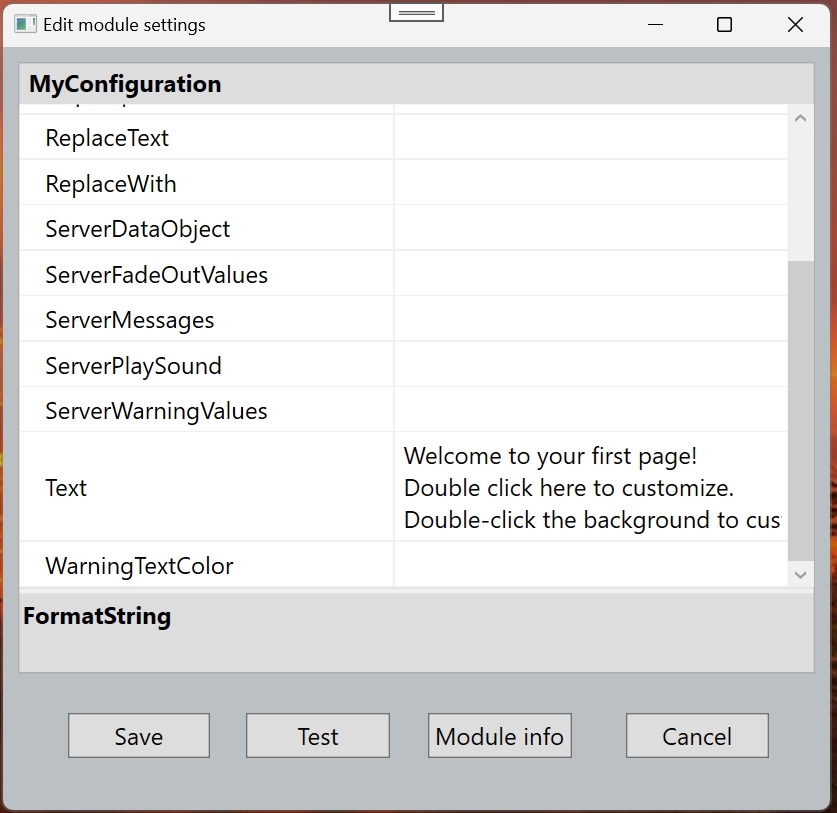 Edit module settings
MyConfiguration
ReplaceText
ReplaceWith
ServerDataObject
ServerFadeOutValues
ServerMessages
ServerPlaySound
ServerWarningValues
Text
Welcome to your first page!
Double click here to customize.
Double-click the background to cus
WarningTextColor
FormatString
Save
Test
Module info
Cancel